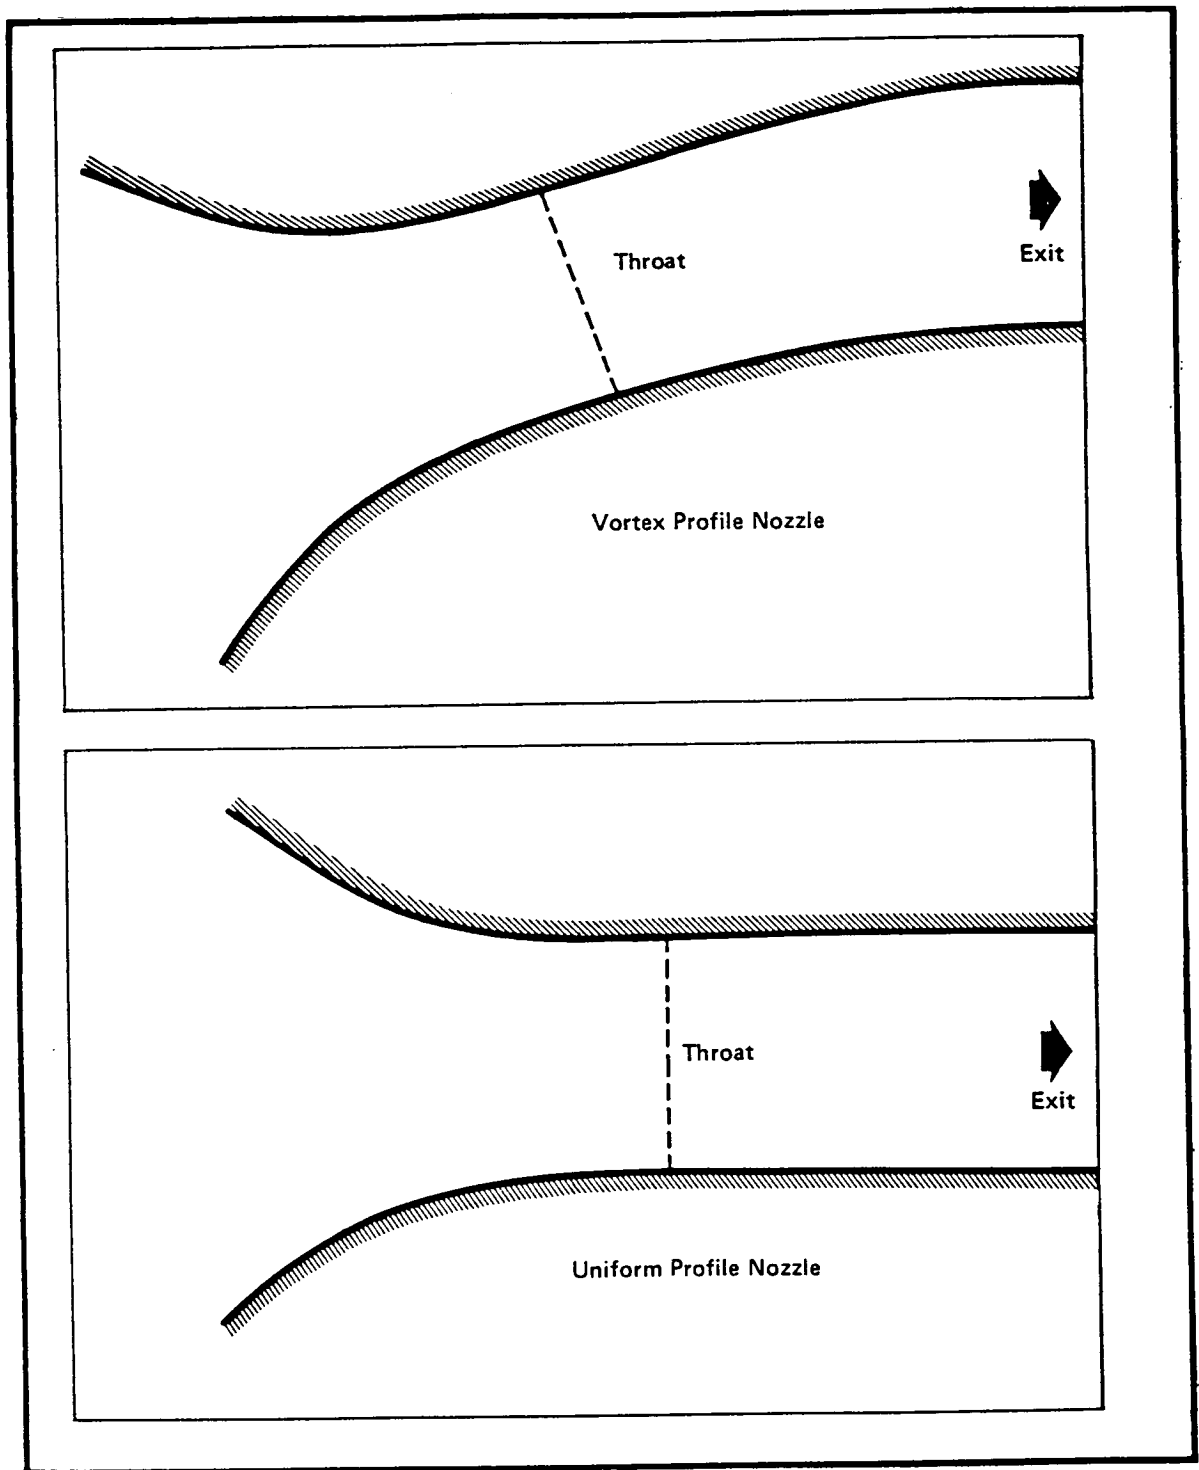 Throat
Exit
Vortex Profile Nozzle
Throat
Exit
Uniform Profile Nozzle